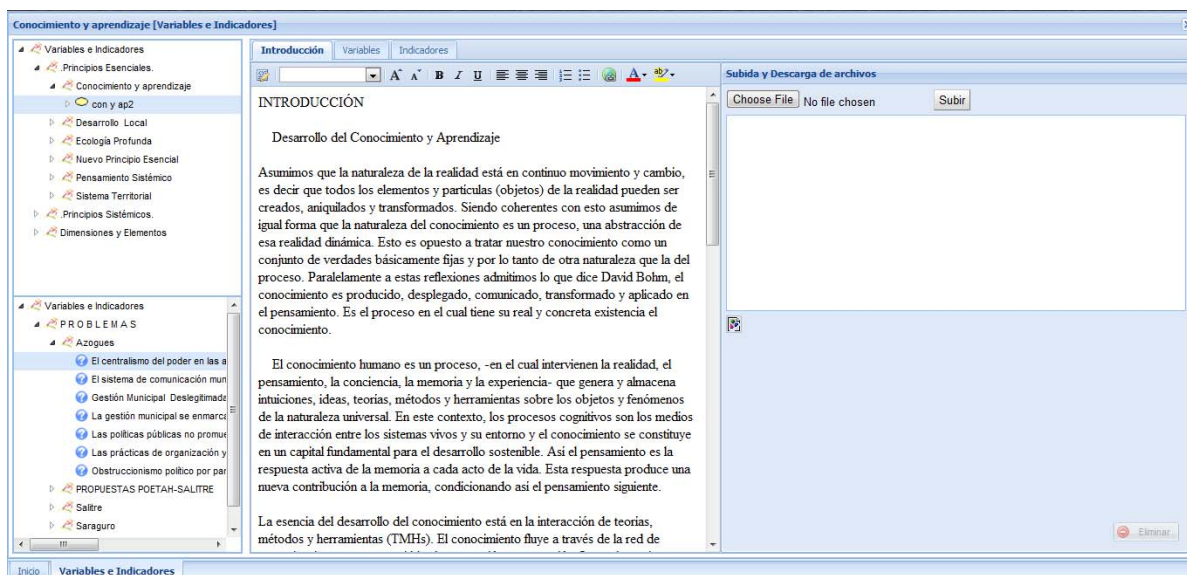 Conocimiento y aprendizaje [Variables e Indicadores]
Variables e Indicadores
.Principios Esenciales.
Conocimiento y aprendizaje
con y ap2
Desarrollo Local
Ecología Profunda
Nuevo Principio Esencial
Pensamiento Sistémico
Sistema Territorial
.Principios Sistémicos.
Dimensiones y Elementos
Variables e Indicadores
P R O B L E M A S
Azogues
El centralismo del poder en las a
El sistema de comunicación mun
Gestión Municipal Deslegitimada
La gestión municipal se enmarca
Las políticas públicas no promue
Las prácticas de organización y
Obstruccionismo político por par
PROPUESTAS POETAH-SALITRE
Salitre
Saraguro
Introducción Variables Indicadores
INTRODUCCIÓN
Desarrollo del Conocimiento y Aprendizaje
Asumimos que la naturaleza de la realidad está en continuo movimiento y cambio,
es decir que todos los elementos y partículas (objetos) de la realidad pueden ser
creados, aniquilados y transformados. Siendo coherentes con esto asumimos de
igual forma que la naturaleza del conocimiento es un proceso, una abstracción de
esa realidad dinámica. Esto es opuesto a tratar nuestro conocimiento como un
conjunto de verdades básicamente fijas y por lo tanto de otra naturaleza que la del
proceso. Paralelamente a estas reflexiones admitimos lo que dice David Bohm, el
conocimiento es producido, desplegado, comunicado, transformado y aplicado en
el pensamiento. Es el proceso en el cual tiene su real y concreta existencia el
conocimiento.
El conocimiento humano es un proceso, -en el cual intervienen la realidad, el
pensamiento, la conciencia, la memoria y la experiencia- que genera y almacena
intuiciones, ideas, teorías, métodos y herramientas sobre los objetos y fenómenos
de la naturaleza universal. En este contexto, los procesos cognitivos son los medios
de interacción entre los sistemas vivos y su entorno y el conocimiento se constituye
en un capital fundamental para el desarrollo sostenible. Así el pensamiento es la
respuesta activa de la memoria a cada acto de la vida. Esta respuesta produce una
nueva contribución a la memoria, condicionando así el pensamiento siguiente.
La esencia del desarrollo del conocimiento está en la interacción de teorías,
métodos y herramientas (TMHs). El conocimiento fluye a través de la red de
Subida y Descarga de archivos
Choose File No file chosen Subir
Eliminar
Inicio Variables e Indicadores